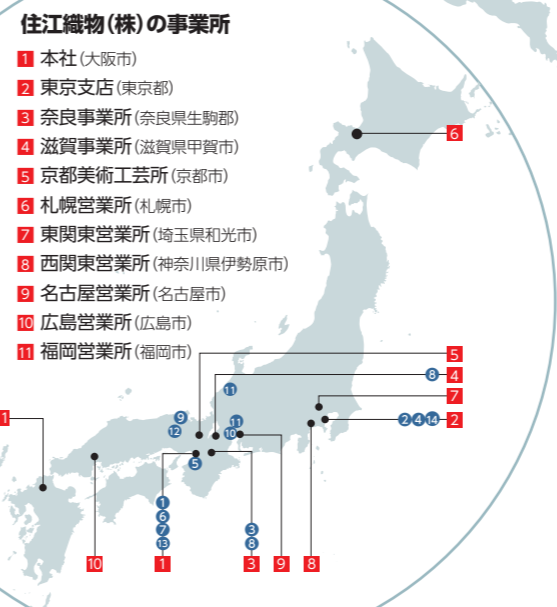 住江織物(株)の事業所
1 本社(大阪市)
2 東京支店(東京都)
3 奈良事業所(奈良県生駒郡)
4 滋賀事業所(滋賀県甲賀市)
5 京都美術工芸所(京都市)
6 札幌営業所(札幌市)
7 東関東営業所(埼玉県和光市)
8 西関東営業所(神奈川県伊勢原市)
9 名古屋営業所(名古屋市)
10 広島営業所(広島市)
11 福岡営業所(福岡市)
6
5
8 4
11
7
1
9
12
11
10
2 4 14 2
5
1
6
7
13
3
8
10
1
3
9
8